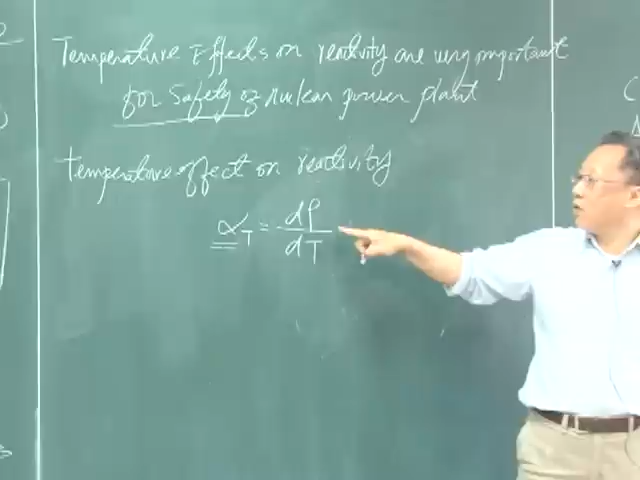 Temperature Effects on reactivity are very important
for Safety of nuclear power plant
Temperature effect on reactivity
α_T = dρ/dT